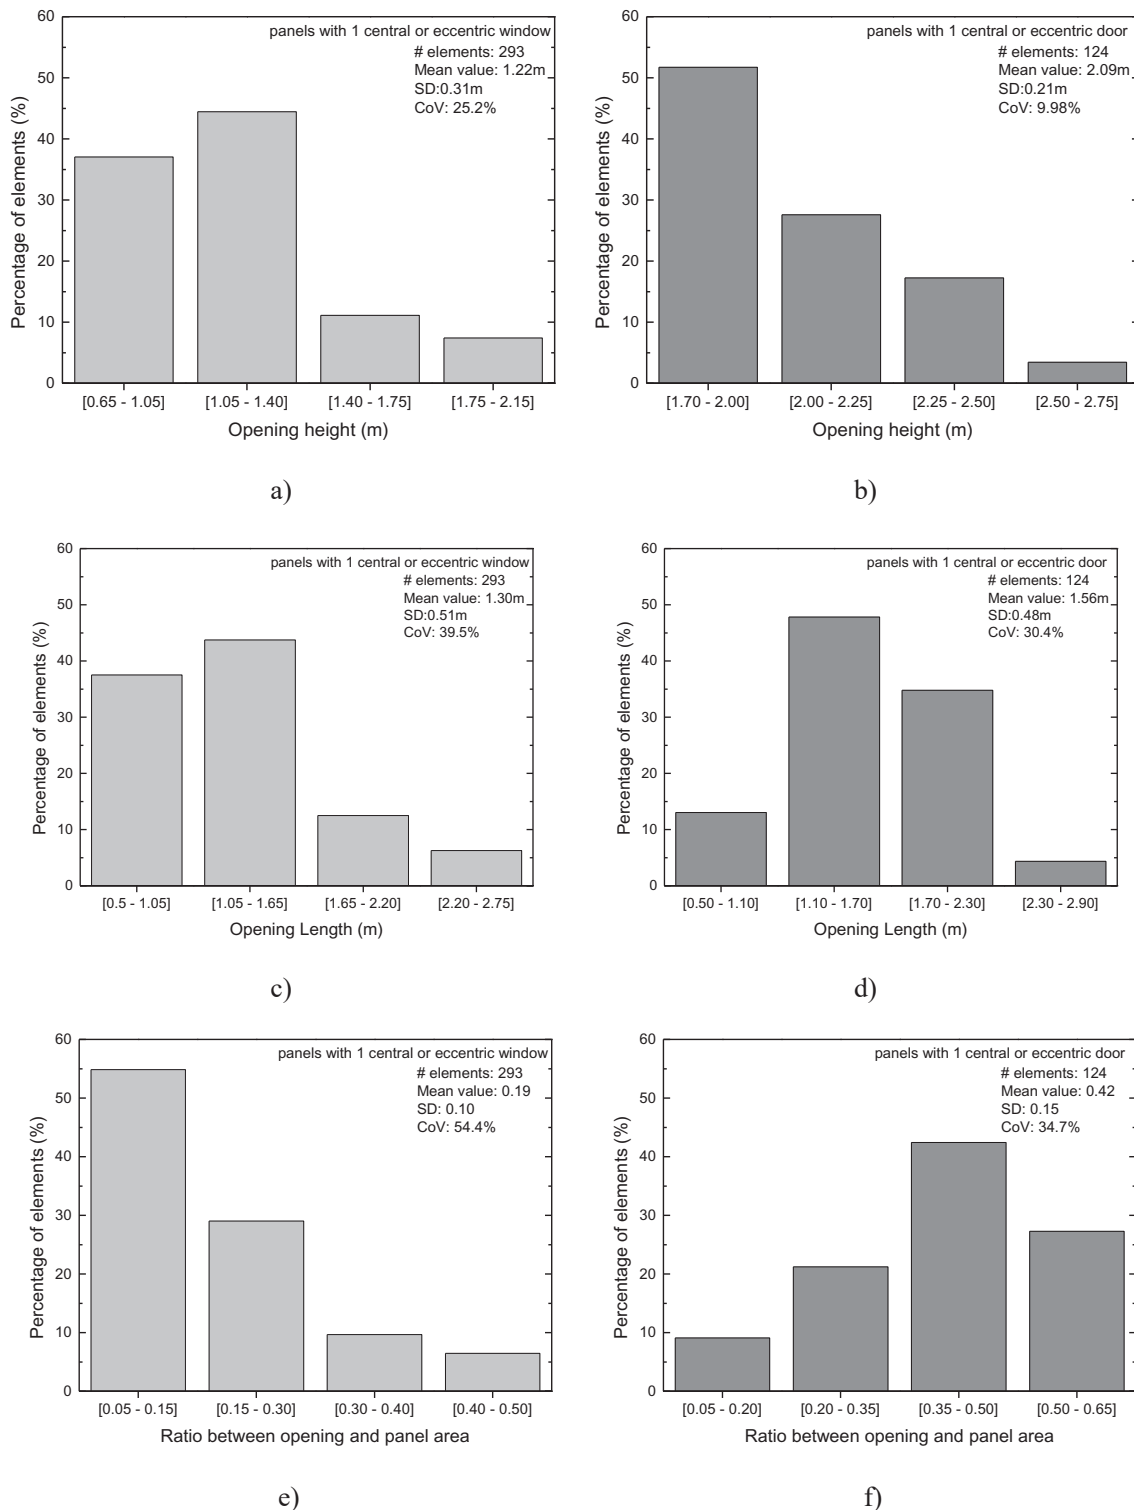 panels with 1 central or eccentric window
# elements: 293
Mean value: 1.22m
SD:0.31m
CoV: 25.2%
Percentage of elements (%)
60
50
40
30
20
10
0
[0.65 - 1.05] [1.05 - 1.40] [1.40 - 1.75] [1.75 - 2.15]
Opening height (m)
a)
panels with 1 central or eccentric door
# elements: 124
Mean value: 2.09m
SD:0.21m
CoV: 9.98%
Percentage of elements (%)
60
50
40
30
20
10
0
[1.70 - 2.00] [2.00 - 2.25] [2.25 - 2.50] [2.50 - 2.75]
Opening height (m)
b)
panels with 1 central or eccentric window
# elements: 293
Mean value: 1.30m
SD:0.51m
CoV: 39.5%
Percentage of elements (%)
60
50
40
30
20
10
0
[0.5 - 1.05] [1.05 - 1.65] [1.65 - 2.20] [2.20 - 2.75]
Opening Length (m)
c)
panels with 1 central or eccentric door
# elements: 124
Mean value: 1.56m
SD:0.48m
CoV: 30.4%
Percentage of elements (%)
60
50
40
30
20
10
0
[0.50 - 1.10] [1.10 - 1.70] [1.70 - 2.30] [2.30 - 2.90]
Opening Length (m)
d)
panels with 1 central or eccentric window
# elements: 293
Mean value: 0.19
SD: 0.10
CoV: 54.4%
Percentage of elements (%)
60
50
40
30
20
10
0
[0.05 - 0.15] [0.15 - 0.30] [0.30 - 0.40] [0.40 - 0.50]
Ratio between opening and panel area
e)
panels with 1 central or eccentric door
# elements: 124
Mean value: 0.42
SD: 0.15
CoV: 34.7%
Percentage of elements (%)
60
50
40
30
20
10
0
[0.05 - 0.20] [0.20 - 0.35] [0.35 - 0.50] [0.50 - 0.65]
Ratio between opening and panel area
f)